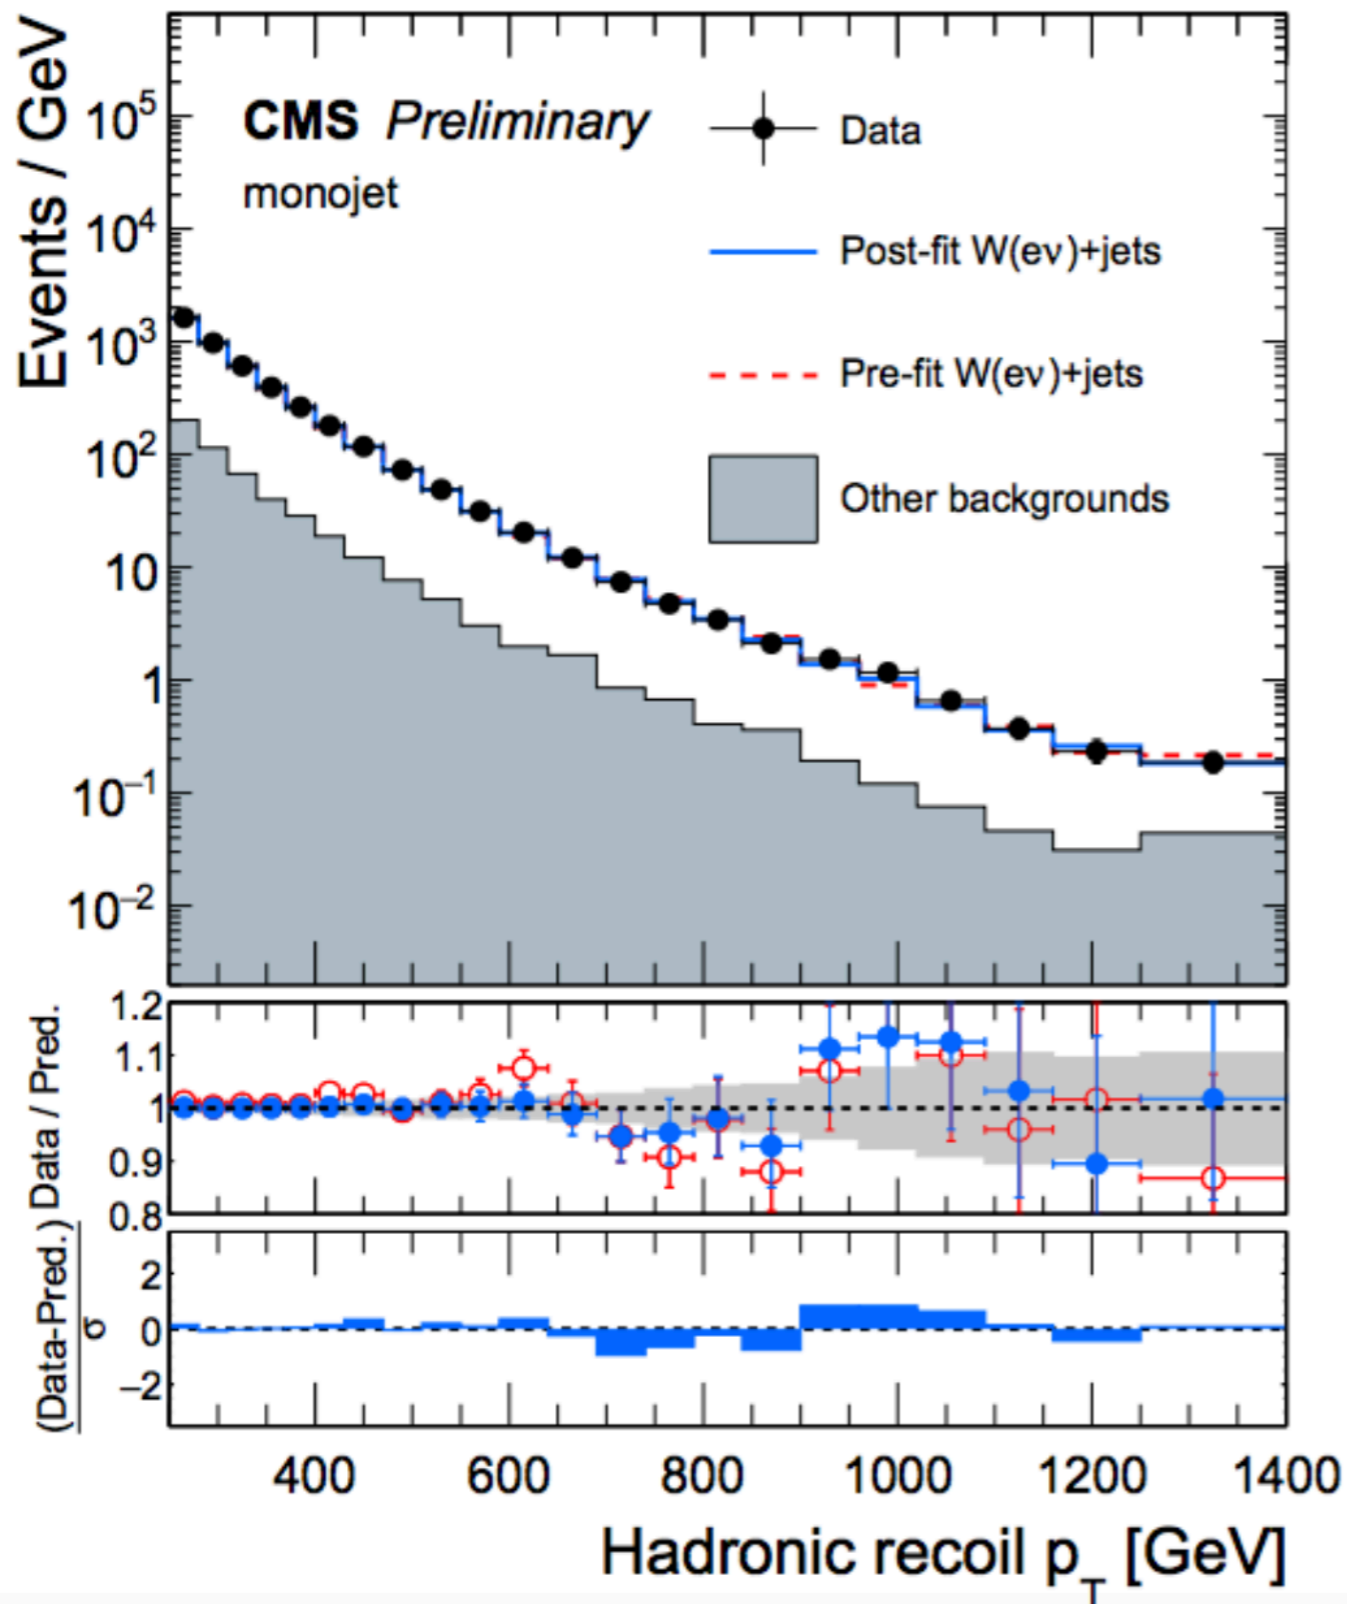 Events / GeV
10⁵
10⁴
10³
10²
10
1
10⁻¹
10⁻²
CMS Preliminary
monojet
Data
Post-fit W(eν)+jets
Pre-fit W(eν)+jets
Other backgrounds
Data / Pred.
1.2
1.1
1
0.9
0.8
(Data-Pred.)
σ
2
0
−2
400 600 800 1000 1200 1400
Hadronic recoil p_T [GeV]